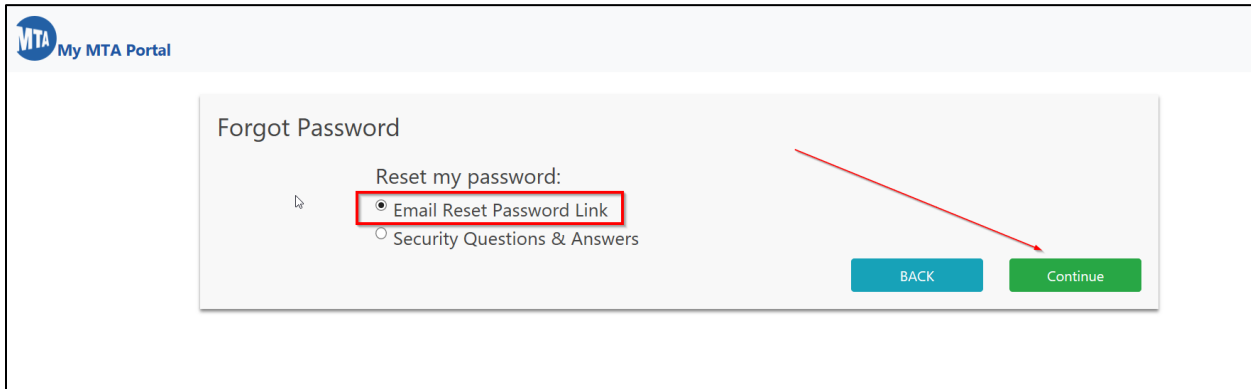 MTA
My MTA Portal
Forgot Password
Reset my password:
Email Reset Password Link
Security Questions & Answers
BACK
Continue